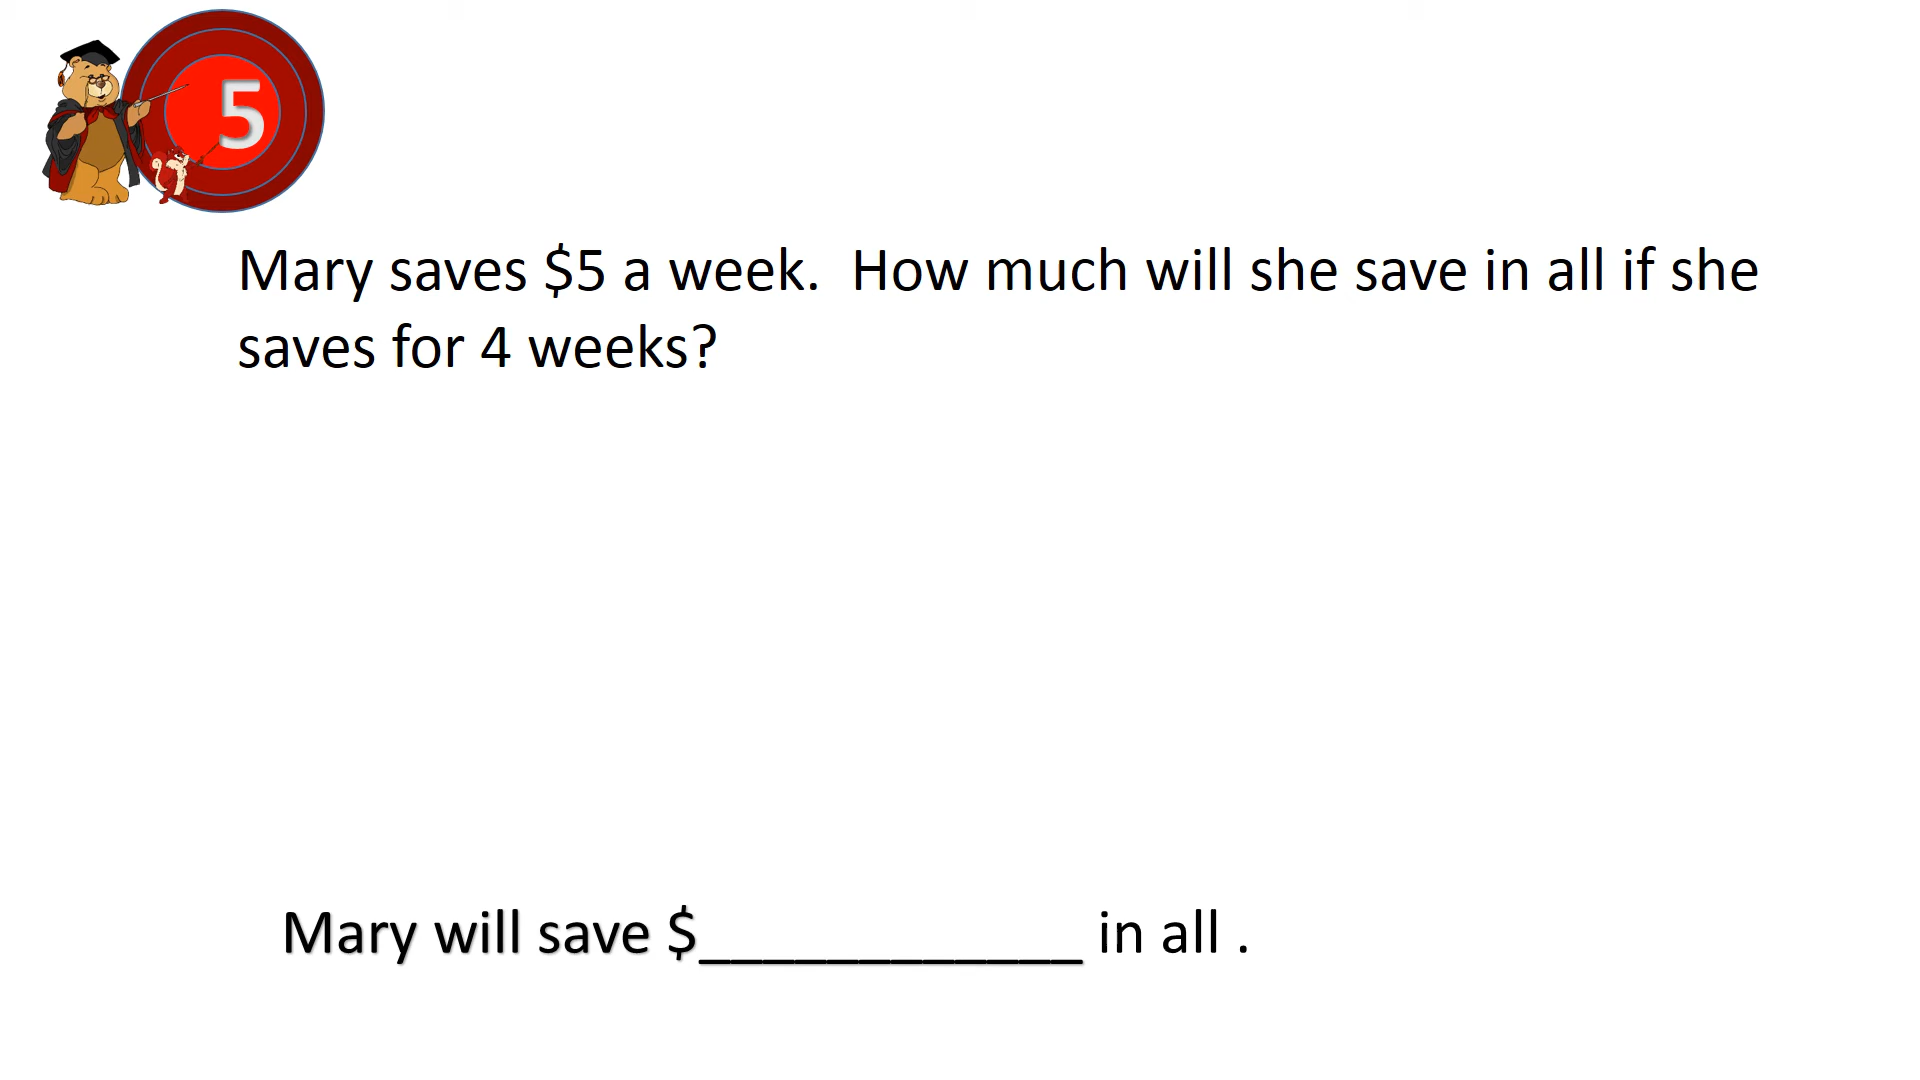 5
Mary saves $5 a week.  How much will she save in all if she
saves for 4 weeks?
Mary will save $____________ in all .